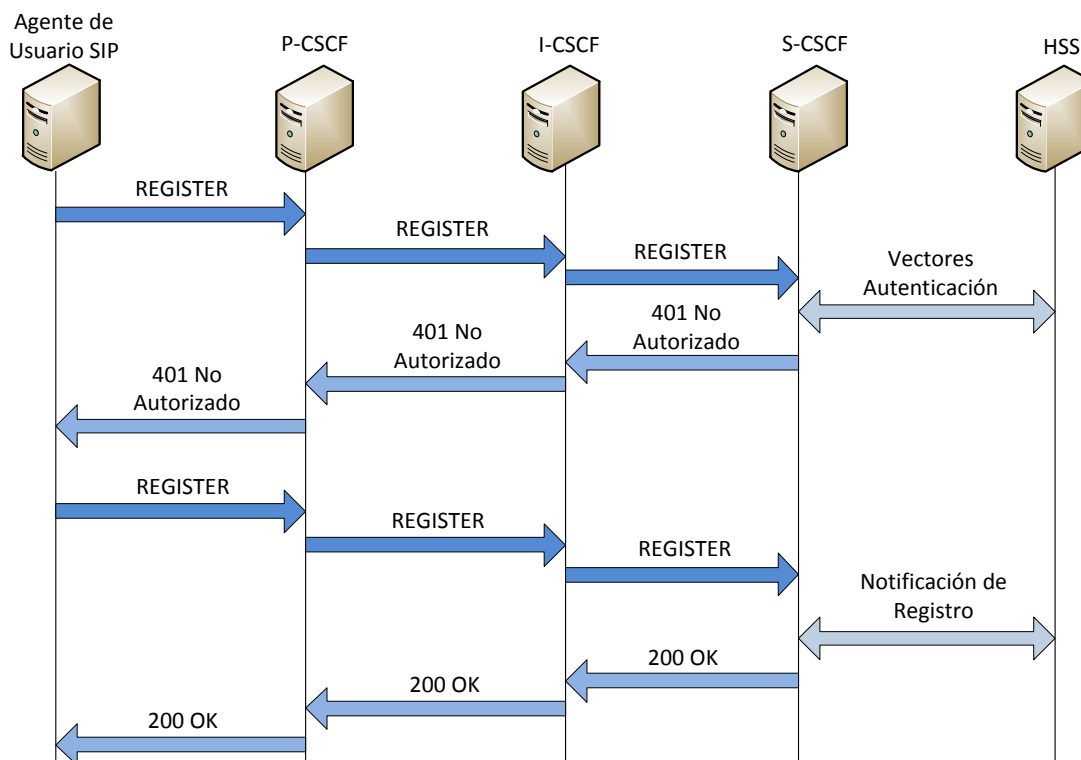 Agente de
Usuario SIP
P-CSCF
I-CSCF
S-CSCF
HSS
REGISTER
REGISTER
REGISTER
Vectores
Autenticación
401 No
Autorizado
401 No
Autorizado
401 No
Autorizado
REGISTER
REGISTER
REGISTER
Notificación de
Registro
200 OK
200 OK
200 OK